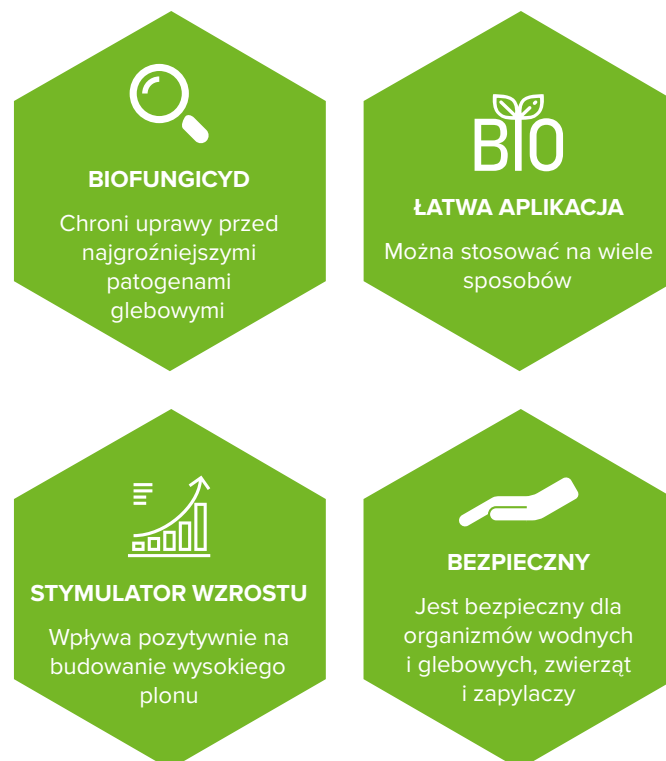 BIOFUNGICYD
Chroni uprawy przed
najgroźniejszymi
patogenami
glebowymi
BIO
ŁATWA APLIKACJA
Można stosować na wiele
sposobów
STYMULATOR WZROSTU
Wpływa pozytywnie na
budowanie wysokiego
plonu
BEZPIECZNY
Jest bezpieczny dla
organizmów wodnych
i glebowych, zwierząt
i zapylaczy